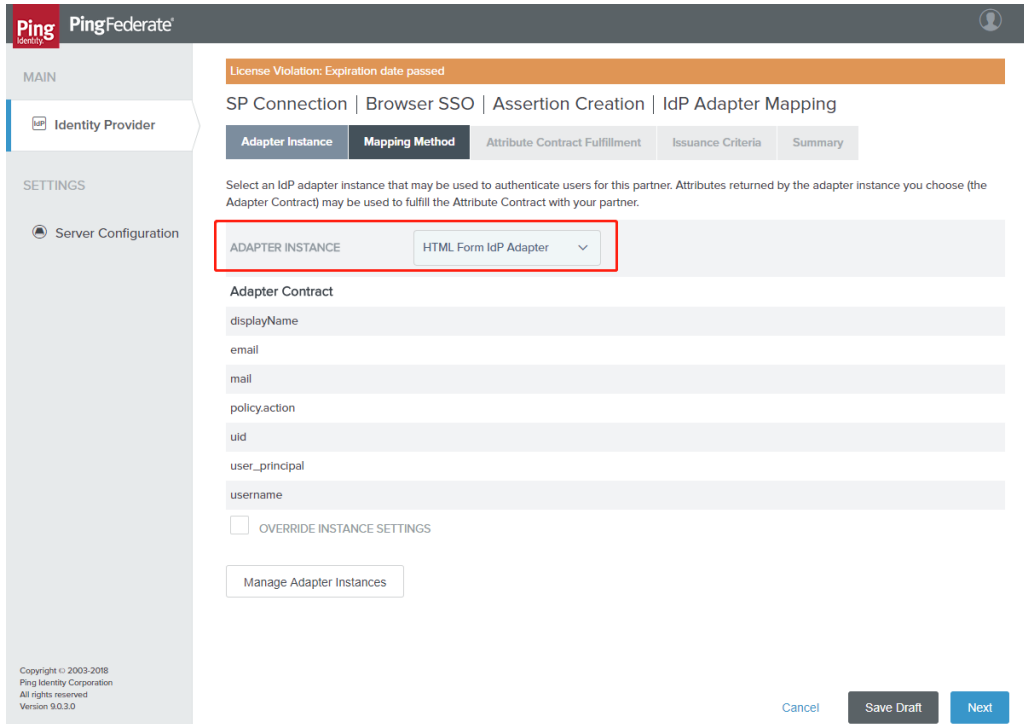 Ping
Identity.
PingFederate®
MAIN
License Violation: Expiration date passed
SP Connection | Browser SSO | Assertion Creation | IdP Adapter Mapping
IdP Identity Provider
Adapter Instance Mapping Method Attribute Contract Fulfillment Issuance Criteria Summary
SETTINGS
Server Configuration
Select an IdP adapter instance that may be used to authenticate users for this partner. Attributes returned by the adapter instance you choose (the
Adapter Contract) may be used to fulfill the Attribute Contract with your partner.
ADAPTER INSTANCE HTML Form IdP Adapter
Adapter Contract
displayName
email
mail
policy.action
uid
user_principal
username
OVERRIDE INSTANCE SETTINGS
Manage Adapter Instances
Copyright © 2003-2018
Ping Identity Corporation
All rights reserved
Version 9.0.3.0
Cancel Save Draft Next